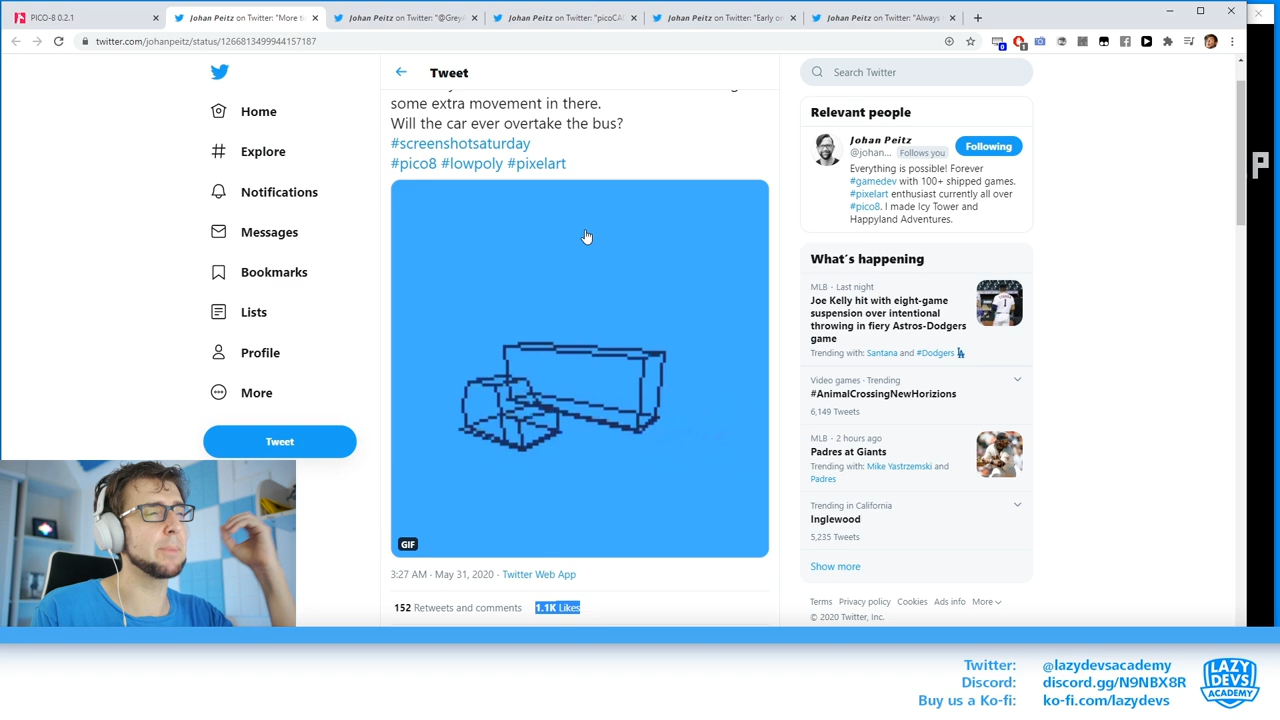 PICO-8 0.2.1
Johan Peitz on Twitter: "More ti
Johan Peitz on Twitter: "@Grey
Johan Peitz on Twitter: "picoCA
Johan Peitz on Twitter: "Early o
Johan Peitz on Twitter: "Always
twitter.com/johanpeitz/status/1266813499944157187
Home
Explore
Notifications
Messages
Bookmarks
Lists
Profile
More
Tweet
Tweet
some extra movement in there.
Will the car ever overtake the bus?
#screenshotsaturday
#pico8 #lowpoly #pixelart
GIF
3:27 AM · May 31, 2020 · Twitter Web App
152 Retweets and comments 1.1K Likes
Search Twitter
Relevant people
Johan Peitz
@johan... Follows you
Following
Everything is possible! Forever
#gamedev with 100+ shipped games.
#pixelart enthusiast currently all over
#pico8. I made Icy Tower and
Happyland Adventures.
What's happening
MLB · Last night
Joe Kelly hit with eight-game
suspension over intentional
throwing in fiery Astros-Dodgers
game
Trending with: Santana and #Dodgers
Video games · Trending
#AnimalCrossingNewHorizions
6,149 Tweets
MLB · 2 hours ago
Padres at Giants
Trending with: Mike Yastrzemski and
Padres
Trending in California
Inglewood
5,235 Tweets
Show more
Terms Privacy policy Cookies Ads info More
© 2020 Twitter, Inc.
P
Twitter: @lazydevsacademy
Discord: discord.gg/N9NBX8R
Buy us a Ko-fi: ko-fi.com/lazydevs
LAZY
DEVS
ACADEMY